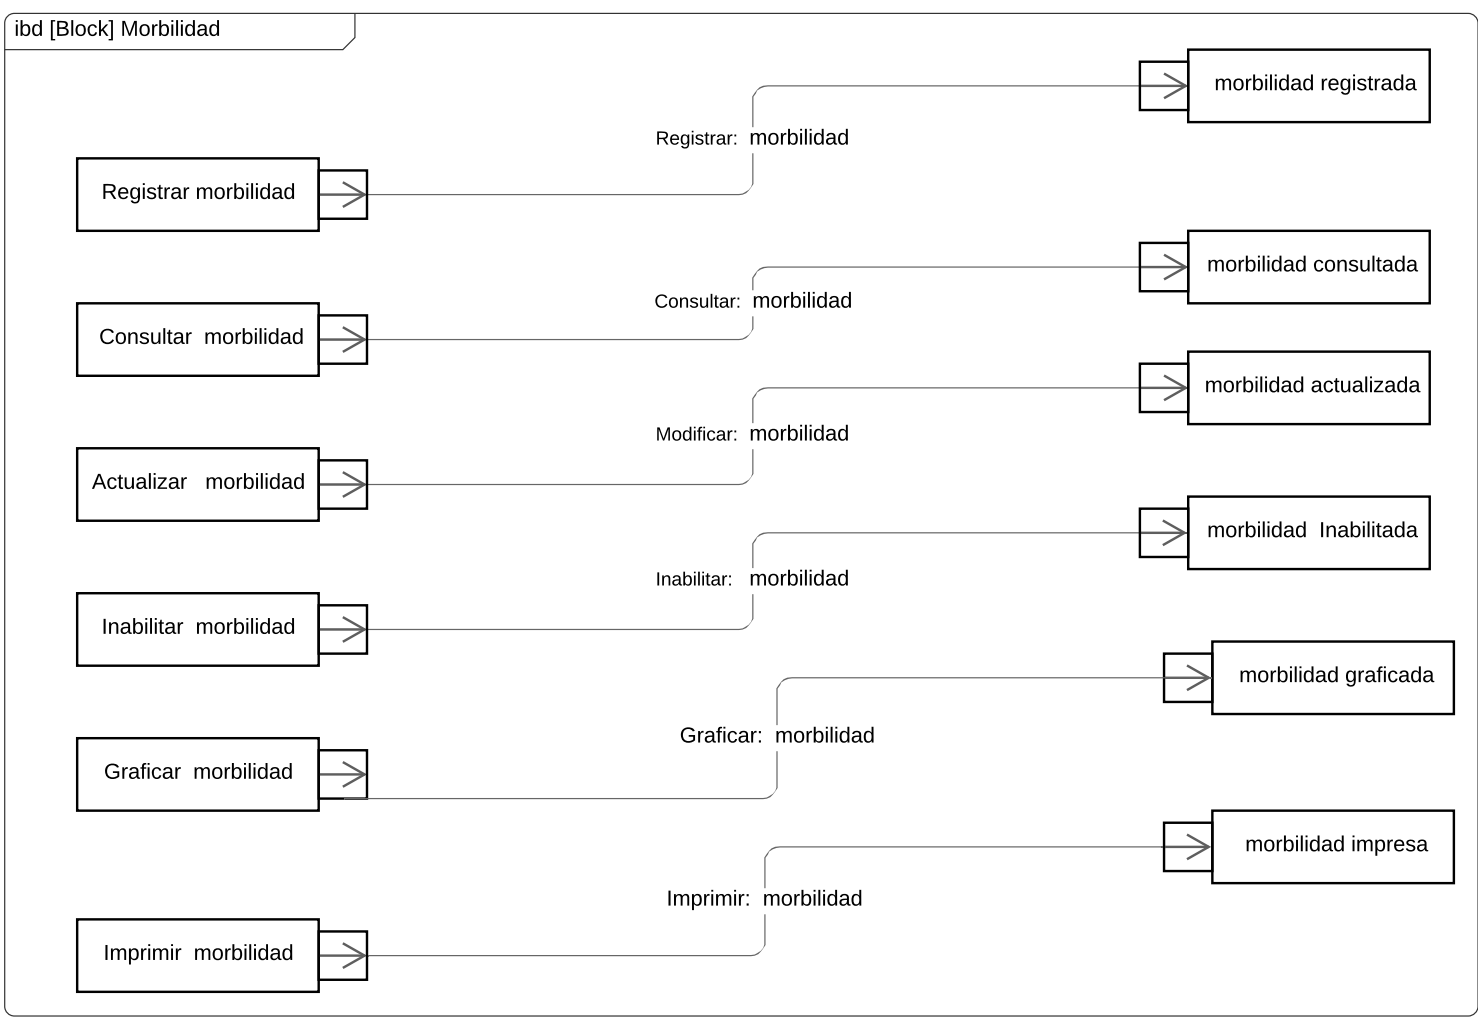 ibd [Block] Morbilidad
morbilidad registrada
Registrar: morbilidad
Registrar morbilidad
morbilidad consultada
Consultar: morbilidad
Consultar morbilidad
morbilidad actualizada
Modificar: morbilidad
Actualizar morbilidad
morbilidad Inabilitada
Inabilitar: morbilidad
Inabilitar morbilidad
morbilidad graficada
Graficar: morbilidad
Graficar morbilidad
morbilidad impresa
Imprimir: morbilidad
Imprimir morbilidad